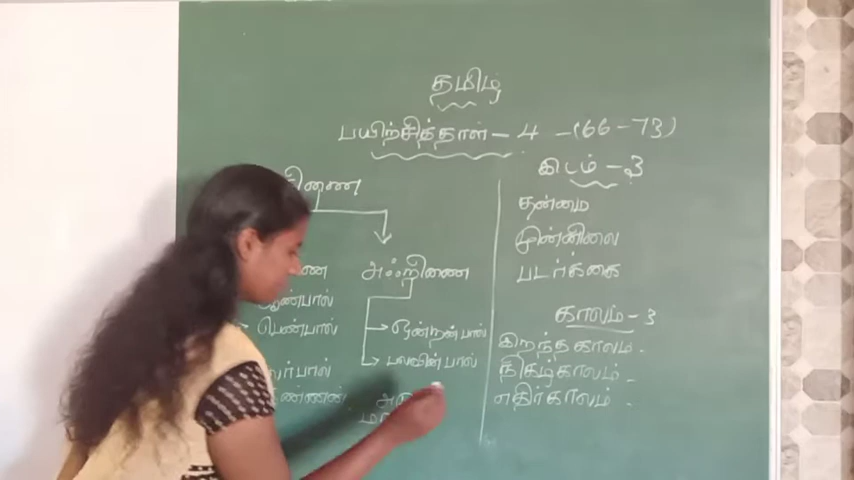 தமிழ்
பயிற்சித்தாள் - 4 - (66-73)
திணை
அஃறிணை
ஆண்பால்
பெண்பால்
ஒன்றன் பால்
பலவின் பால்
இடம் - 3
தன்மை
முன்னிலை
படர்க்கை
காலம் - 3
இறந்த காலம்.
நிகழ்காலம்
எதிர்காலம்.